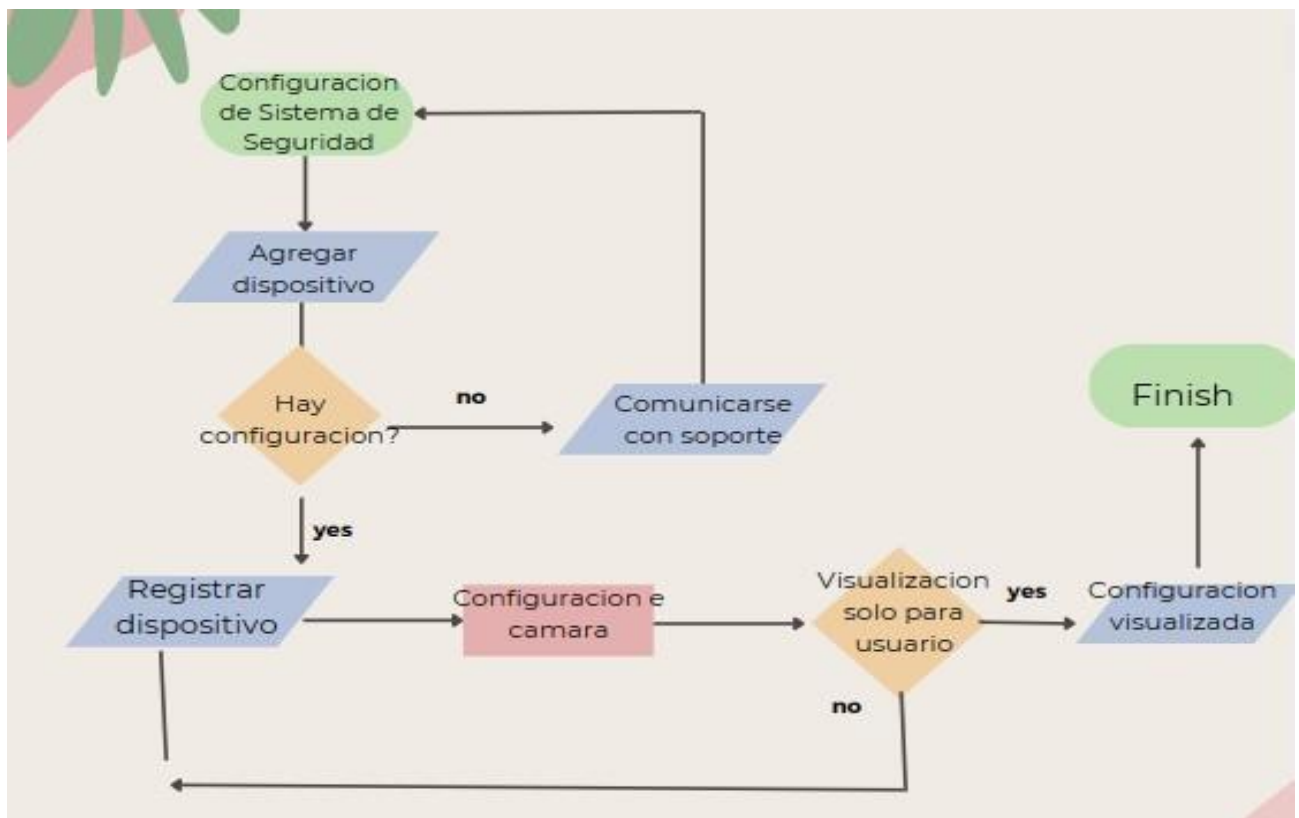 Configuracion
de Sistema de
Seguridad
Agregar
dispositivo
Hay
configuracion?
no
Comunicarse
con soporte
Finish
yes
Registrar
dispositivo
Configuracion e
camara
Visualizacion
solo para
usuario
yes
Configuracion
visualizada
no